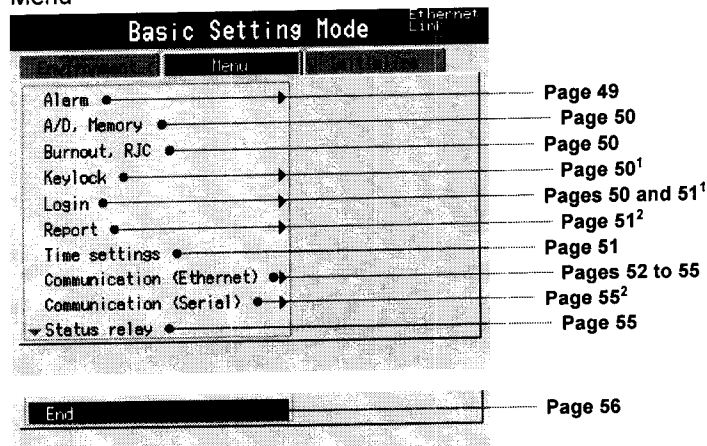 Menu
Basic Setting Mode
Ethernet
Link
Environment
Menu
Alarm
Page 49
A/D, Memory
Page 50
Burnout, RJC
Page 50
Keylock
Page 50¹
Login
Pages 50 and 51¹
Report
Page 51²
Time settings
Page 51
Communication (Ethernet)
Pages 52 to 55
Communication (Serial)
Page 55²
Status relay
Page 55
End
Page 56